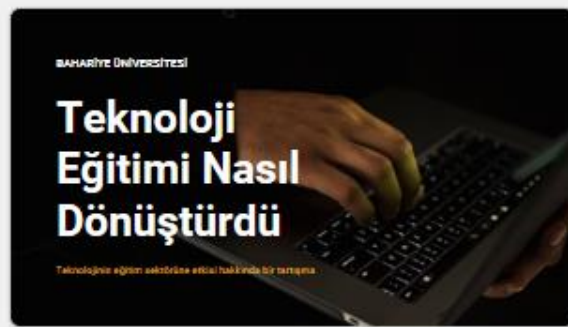 BAHARİYE ÜNİVERSİTESİ
Teknoloji
Eğitimi Nasıl
Dönüştürdü
Teknolojinin eğitim sektörüne etkisi hakkında bir tartışma